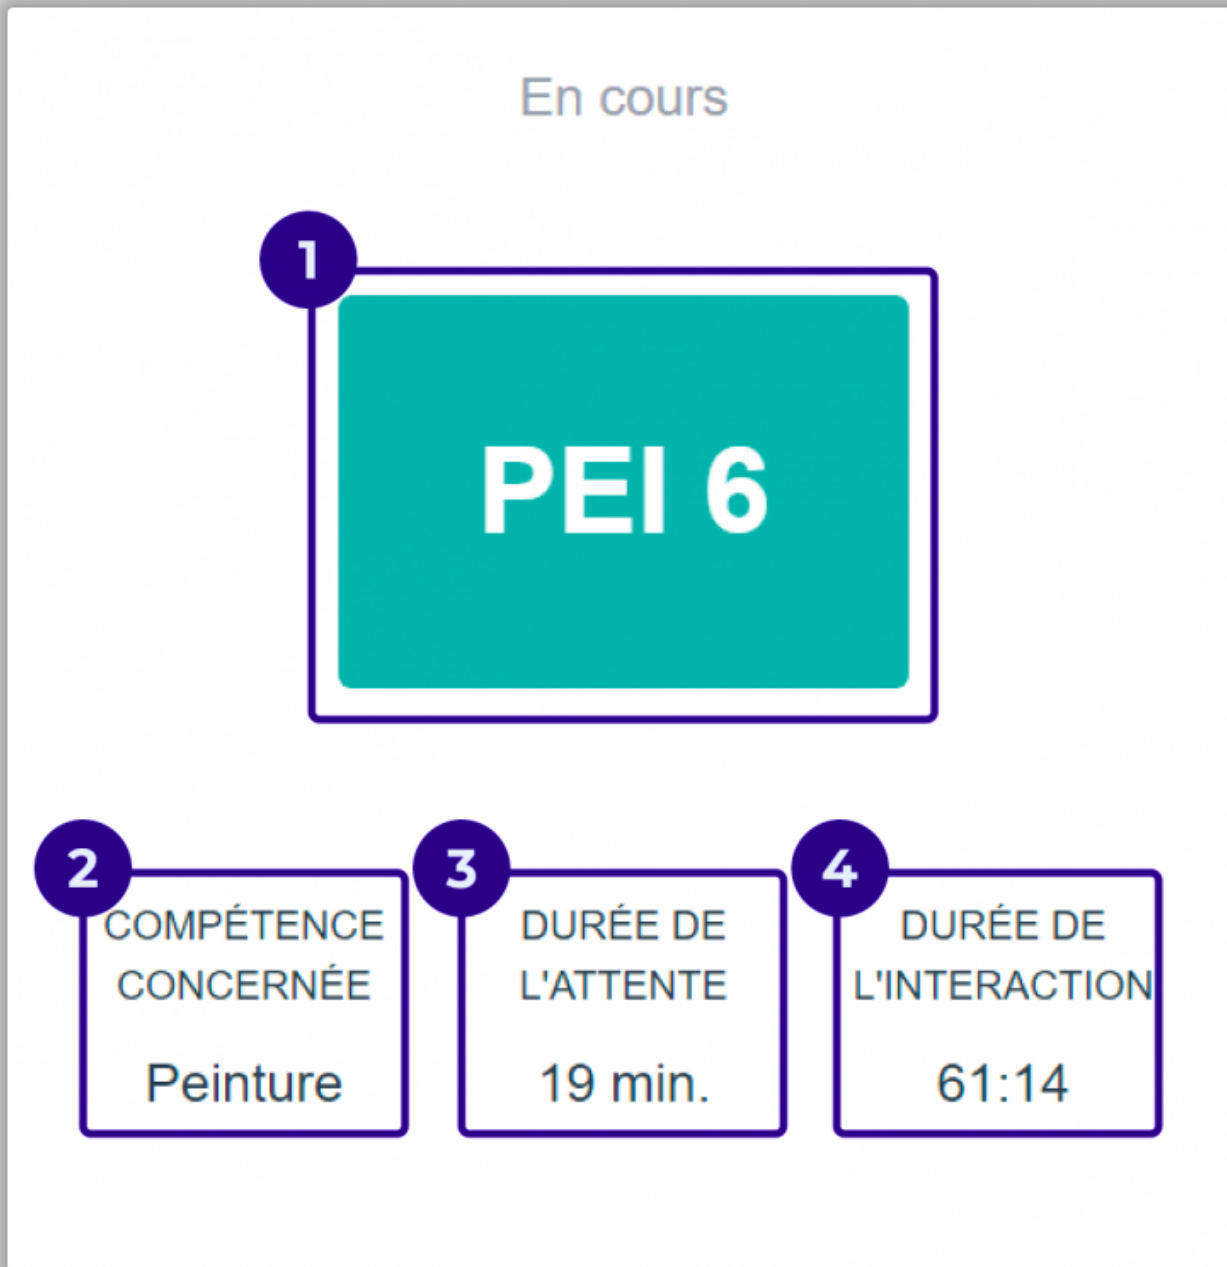 En cours
1
PEI 6
2
COMPÉTENCE
CONCERNÉE
Peinture
3
DURÉE DE
L'ATTENTE
19 min.
4
DURÉE DE
L'INTERACTION
61:14